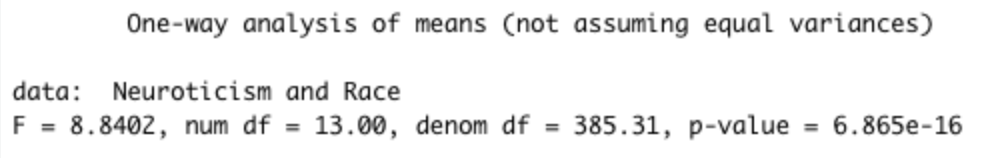 One-way analysis of means (not assuming equal variances)
data:  Neuroticism and Race
F = 8.8402, num df = 13.00, denom df = 385.31, p-value = 6.865e-16